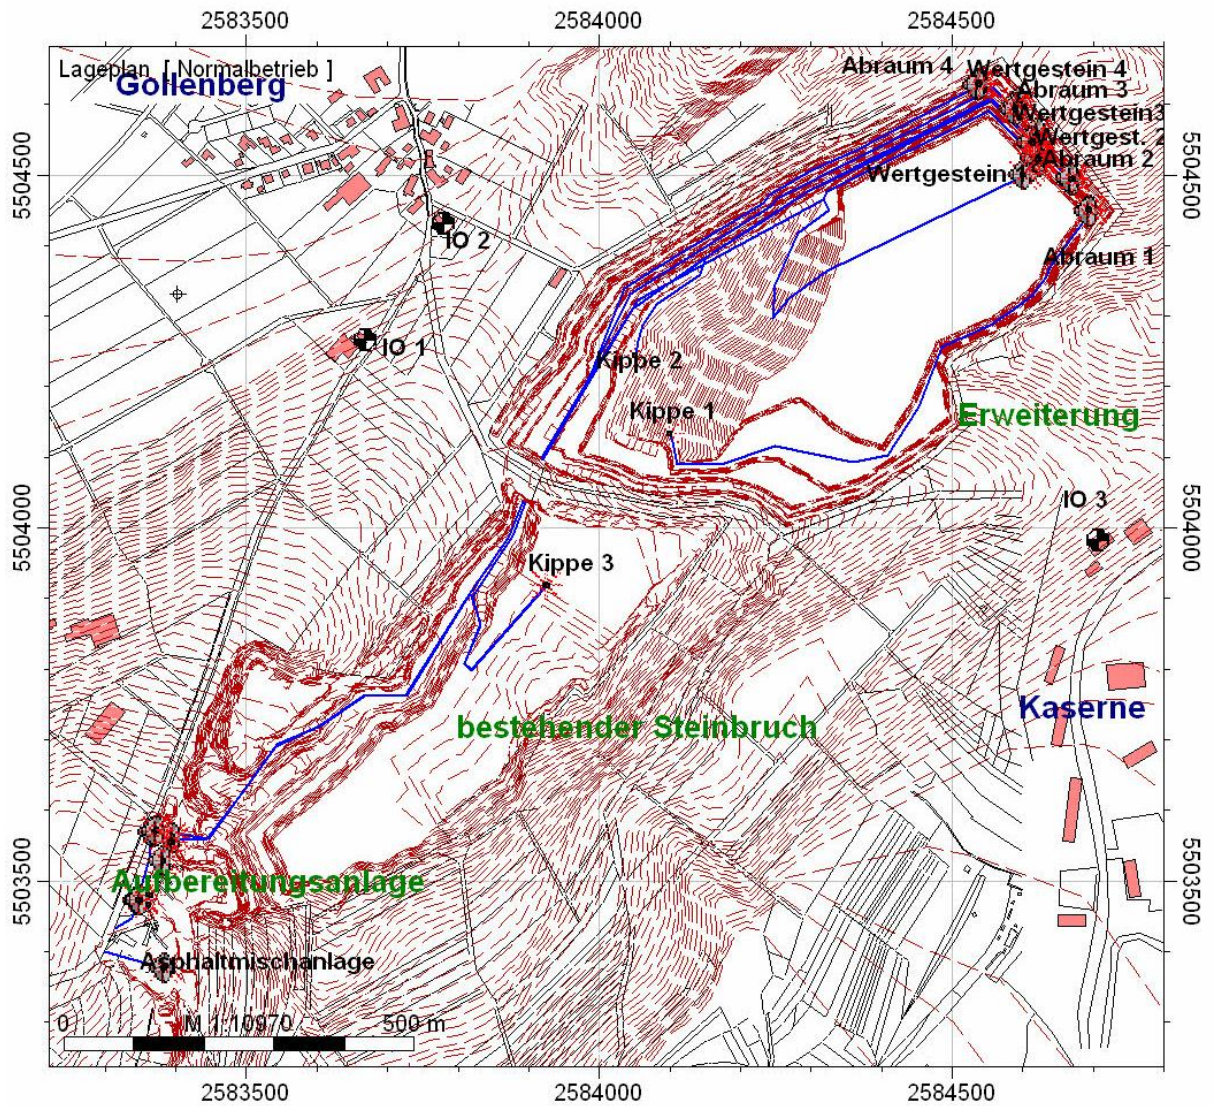 2583500 2584000 2584500
Lageplan [ Normalbetrieb ]
Gollenberg
Abraum 4
Wertgestein 4
Abraum 3
Wertgestein3
Wertgest. 2
Abraum 2
Wertgestein1
5504500
5504500
IO 2
Abraum 1
IO 1
Kippe 2
Kippe 1
Erweiterung
IO 3
5504000
5504000
Kippe 3
Kaserne
bestehender Steinbruch
Aufbereitungsanlage
5503500
5503500
Asphaltmischanlage
0 M 1:10970 500 m
2583500 2584000 2584500